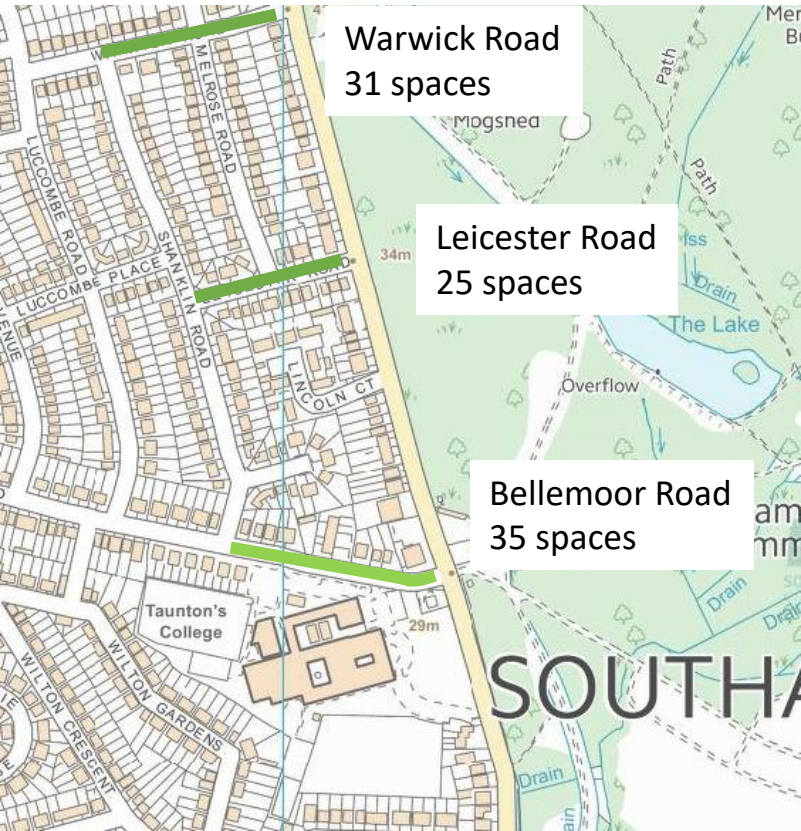 Warwick Road
31 spaces
MELROSE ROAD
Mogshed
Path
Path
LUCCOMBE ROAD
Leicester Road
25 spaces
34m
SHANKLIN ROAD
LUCCOMBE PLACE
Drain
The Lake
LINCOLN CT
Overflow
Bellemoor Road
35 spaces
Taunton's
College
29m
Drain
WILTON GARDENS
WILTON CRESCENT
SOUTHA
Drain